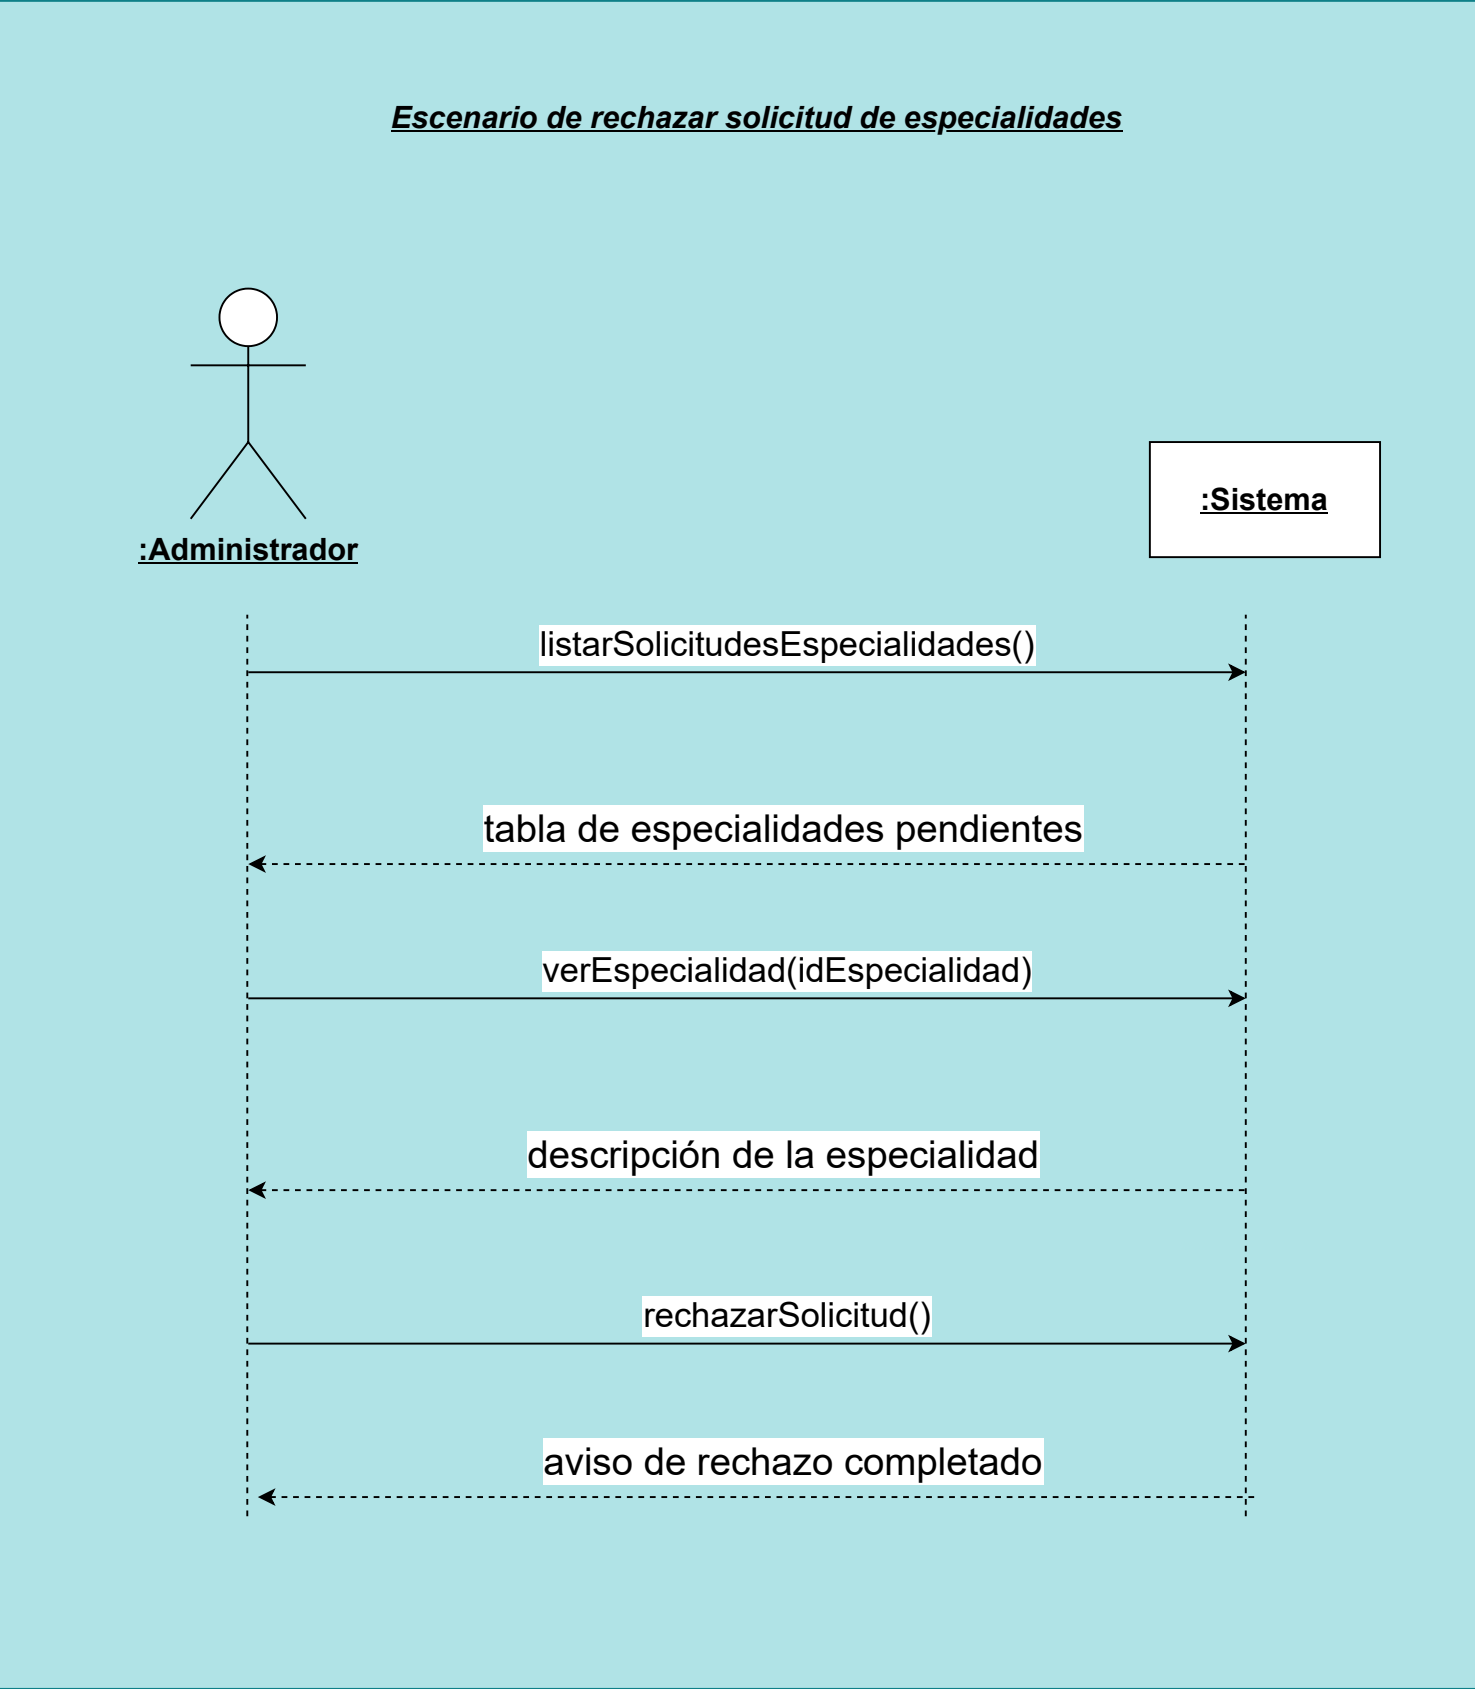 Escenario de rechazar solicitud de especialidades
:Administrador
:Sistema
listarSolicitudesEspecialidades()
tabla de especialidades pendientes
verEspecialidad(idEspecialidad)
descripción de la especialidad
rechazarSolicitud()
aviso de rechazo completado